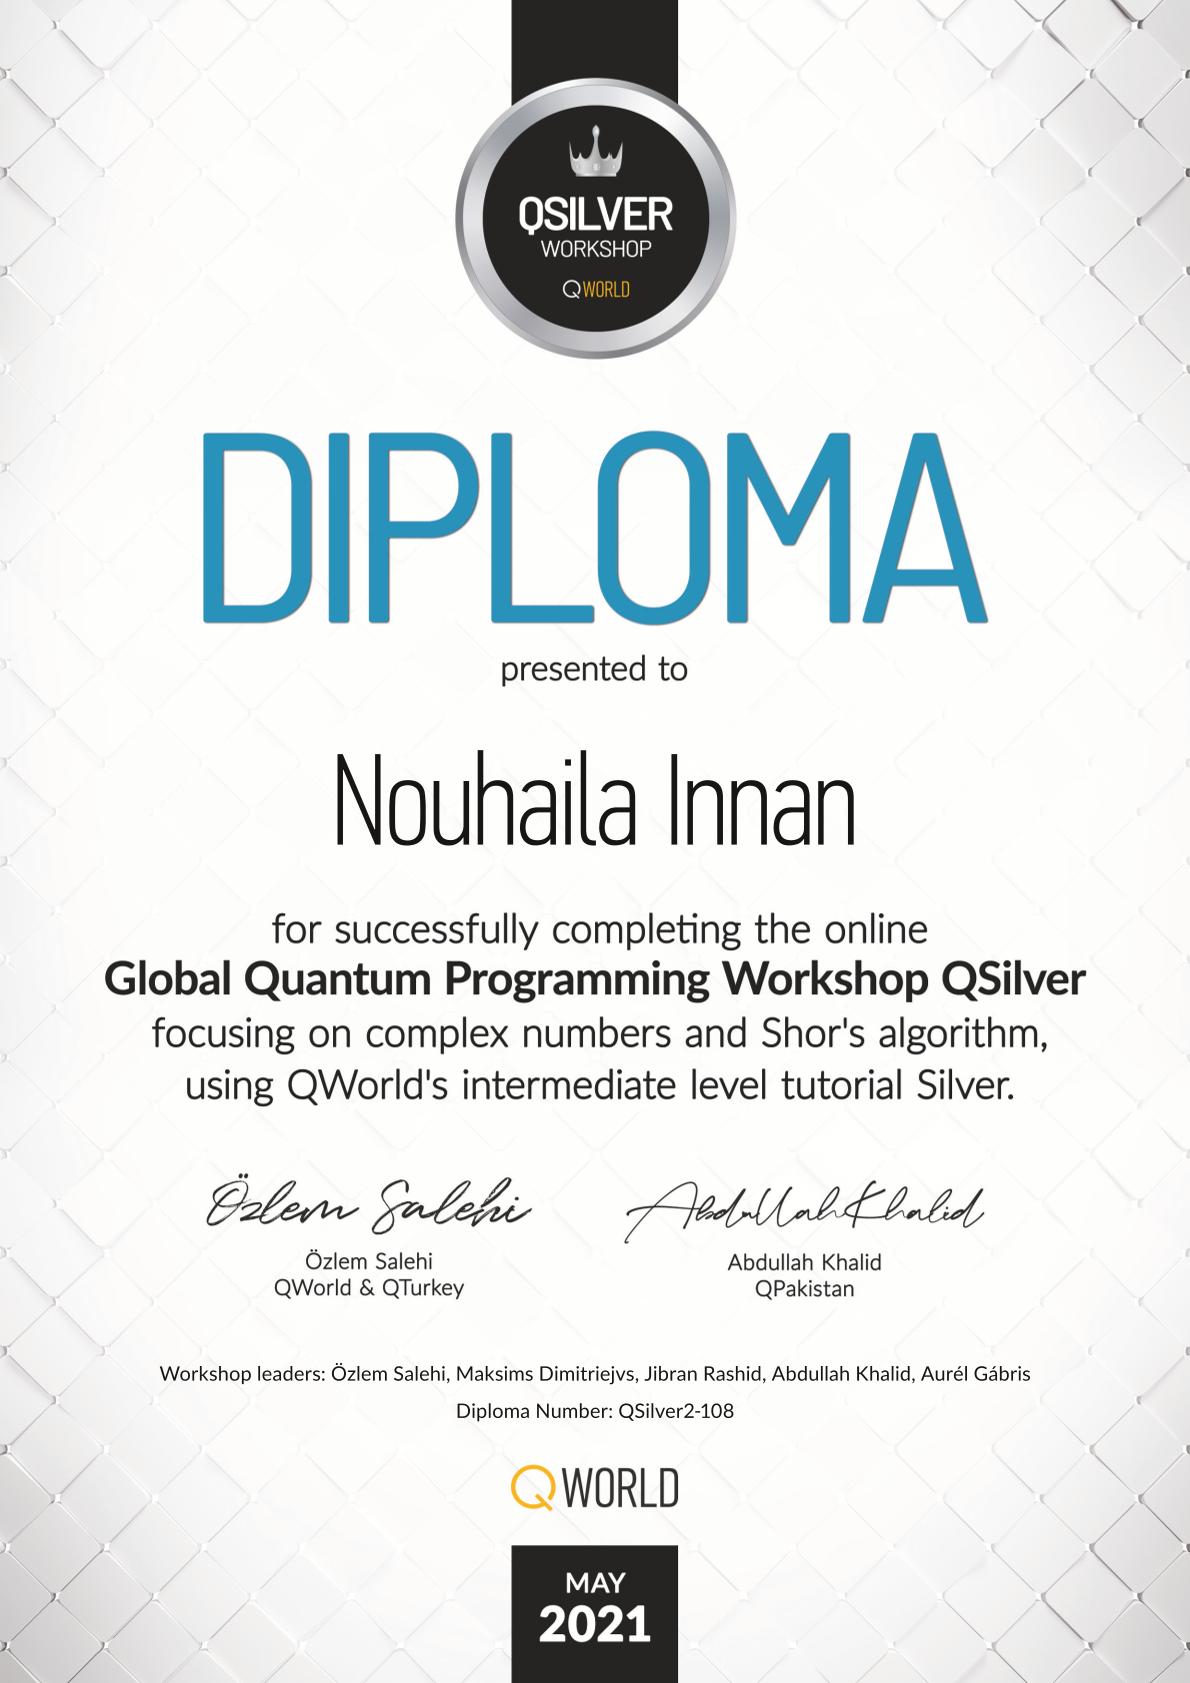 QSILVER
WORKSHOP
QWORLD
DIPLOMA
presented to
Nouhaila Innan
for successfully completing the online
Global Quantum Programming Workshop QSilver
focusing on complex numbers and Shor's algorithm,
using QWorld's intermediate level tutorial Silver.
Özlem Salehi
Abdullah Khalid
Özlem Salehi
QWorld & QTurkey
Abdullah Khalid
QPakistan
Workshop leaders: Özlem Salehi, Maksims Dimitriejvs, Jibran Rashid, Abdullah Khalid, Aurél Gábris
Diploma Number: QSilver2-108
QWORLD
MAY
2021